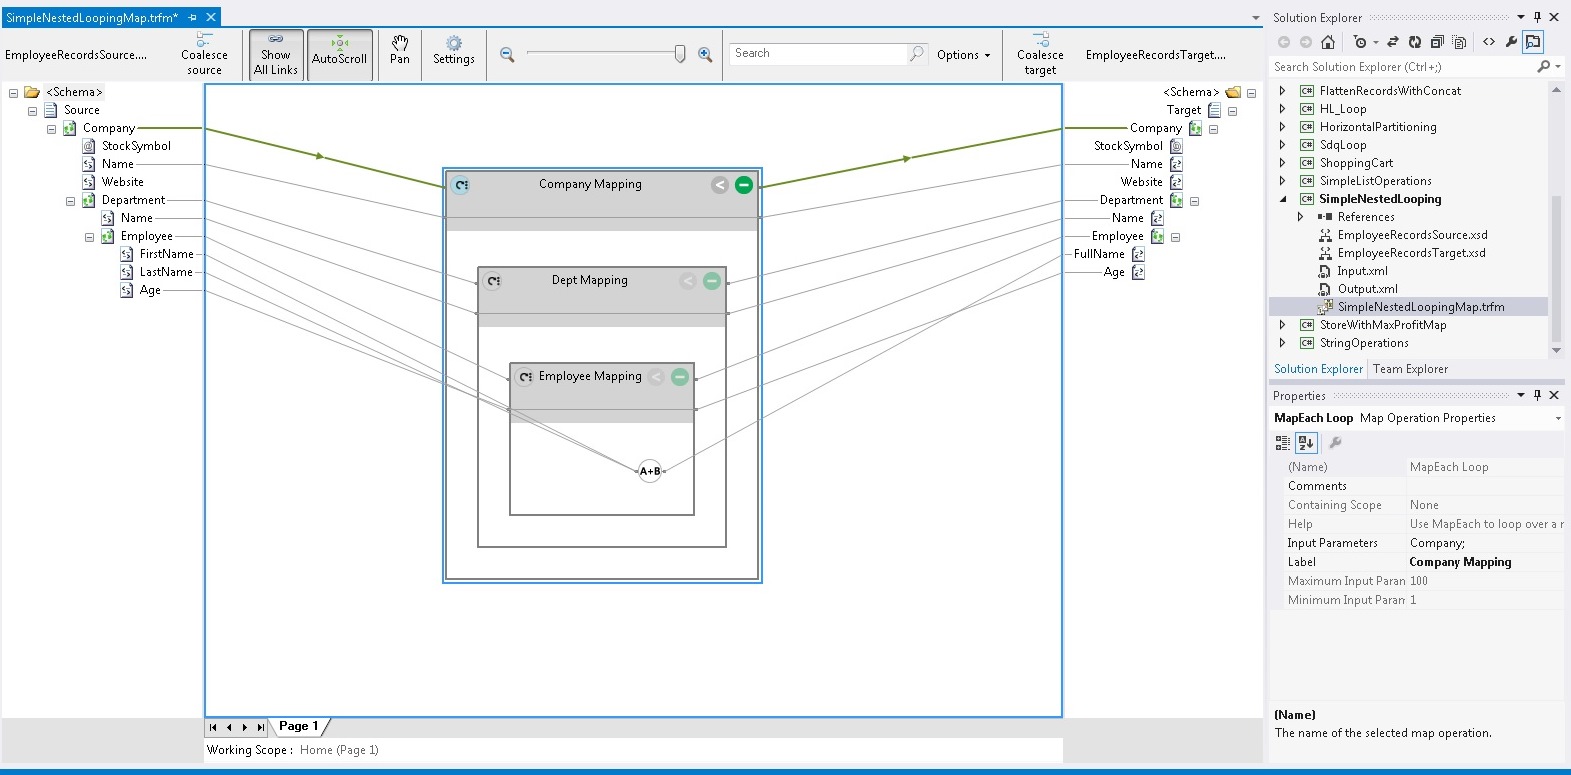 SimpleNestedLoopingMap.trfm*
EmployeeRecordsSource....
Coalesce
source
Show
All Links
AutoScroll
Pan
Settings
Search
Options
Coalesce
target
EmployeeRecordsTarget....
<Schema>
Source
Company
StockSymbol
Name
Website
Department
Name
Employee
FirstName
LastName
Age
Company Mapping
Dept Mapping
Employee Mapping
A+B
<Schema>
Target
Company
StockSymbol
Name
Website
Department
Name
Employee
FullName
Age
Page 1
Working Scope : Home (Page 1)
Solution Explorer
Search Solution Explorer (Ctrl+;)
C# FlattenRecordsWithConcat
C# HL_Loop
C# HorizontalPartitioning
C# SdqLoop
C# ShoppingCart
C# SimpleListOperations
C# SimpleNestedLooping
References
EmployeeRecordsSource.xsd
EmployeeRecordsTarget.xsd
Input.xml
Output.xml
SimpleNestedLoopingMap.trfm
C# StoreWithMaxProfitMap
C# StringOperations
Solution Explorer Team Explorer
Properties
MapEach Loop Map Operation Properties
(Name) MapEach Loop
Comments
Containing Scope None
Help Use MapEach to loop over a r
Input Parameters Company;
Label Company Mapping
Maximum Input Param 100
Minimum Input Param 1
(Name)
The name of the selected map operation.